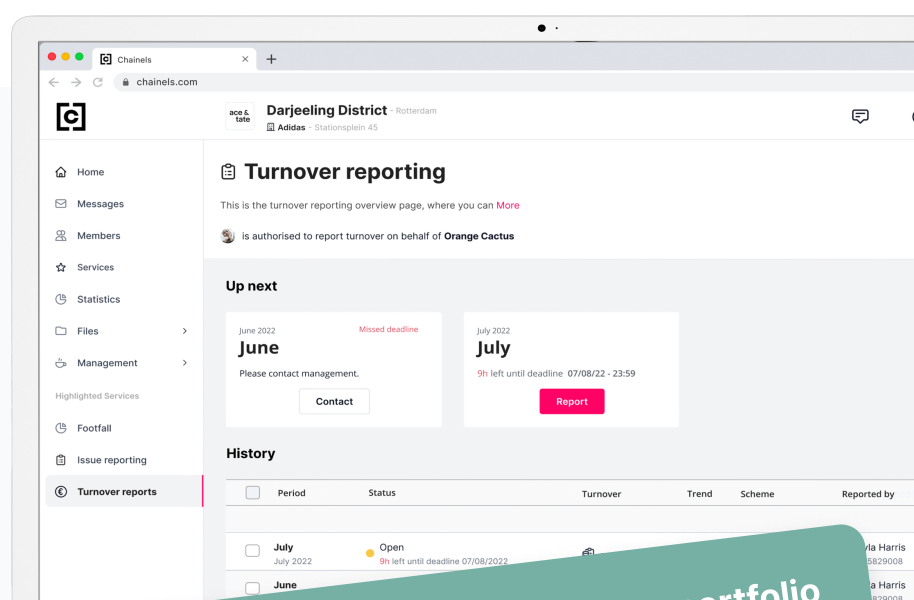 Chainels
chainels.com
ace & tate
Darjeeling District - Rotterdam
Adidas - Stationsplein 45
Home
Messages
Members
Services
Statistics
Files
Management
Highlighted Services
Footfall
Issue reporting
Turnover reports
Turnover reporting
This is the turnover reporting overview page, where you can More
is authorised to report turnover on behalf of Orange Cactus
Up next
June 2022 Missed deadline
June
Please contact management.
Contact
July 2022
July
9h left until deadline 07/08/22 - 23:59
Report
History
Period Status Turnover Trend Scheme Reported by
July Open Harris
July 2022 9h left until deadline 07/08/2022 5829008
June Harris